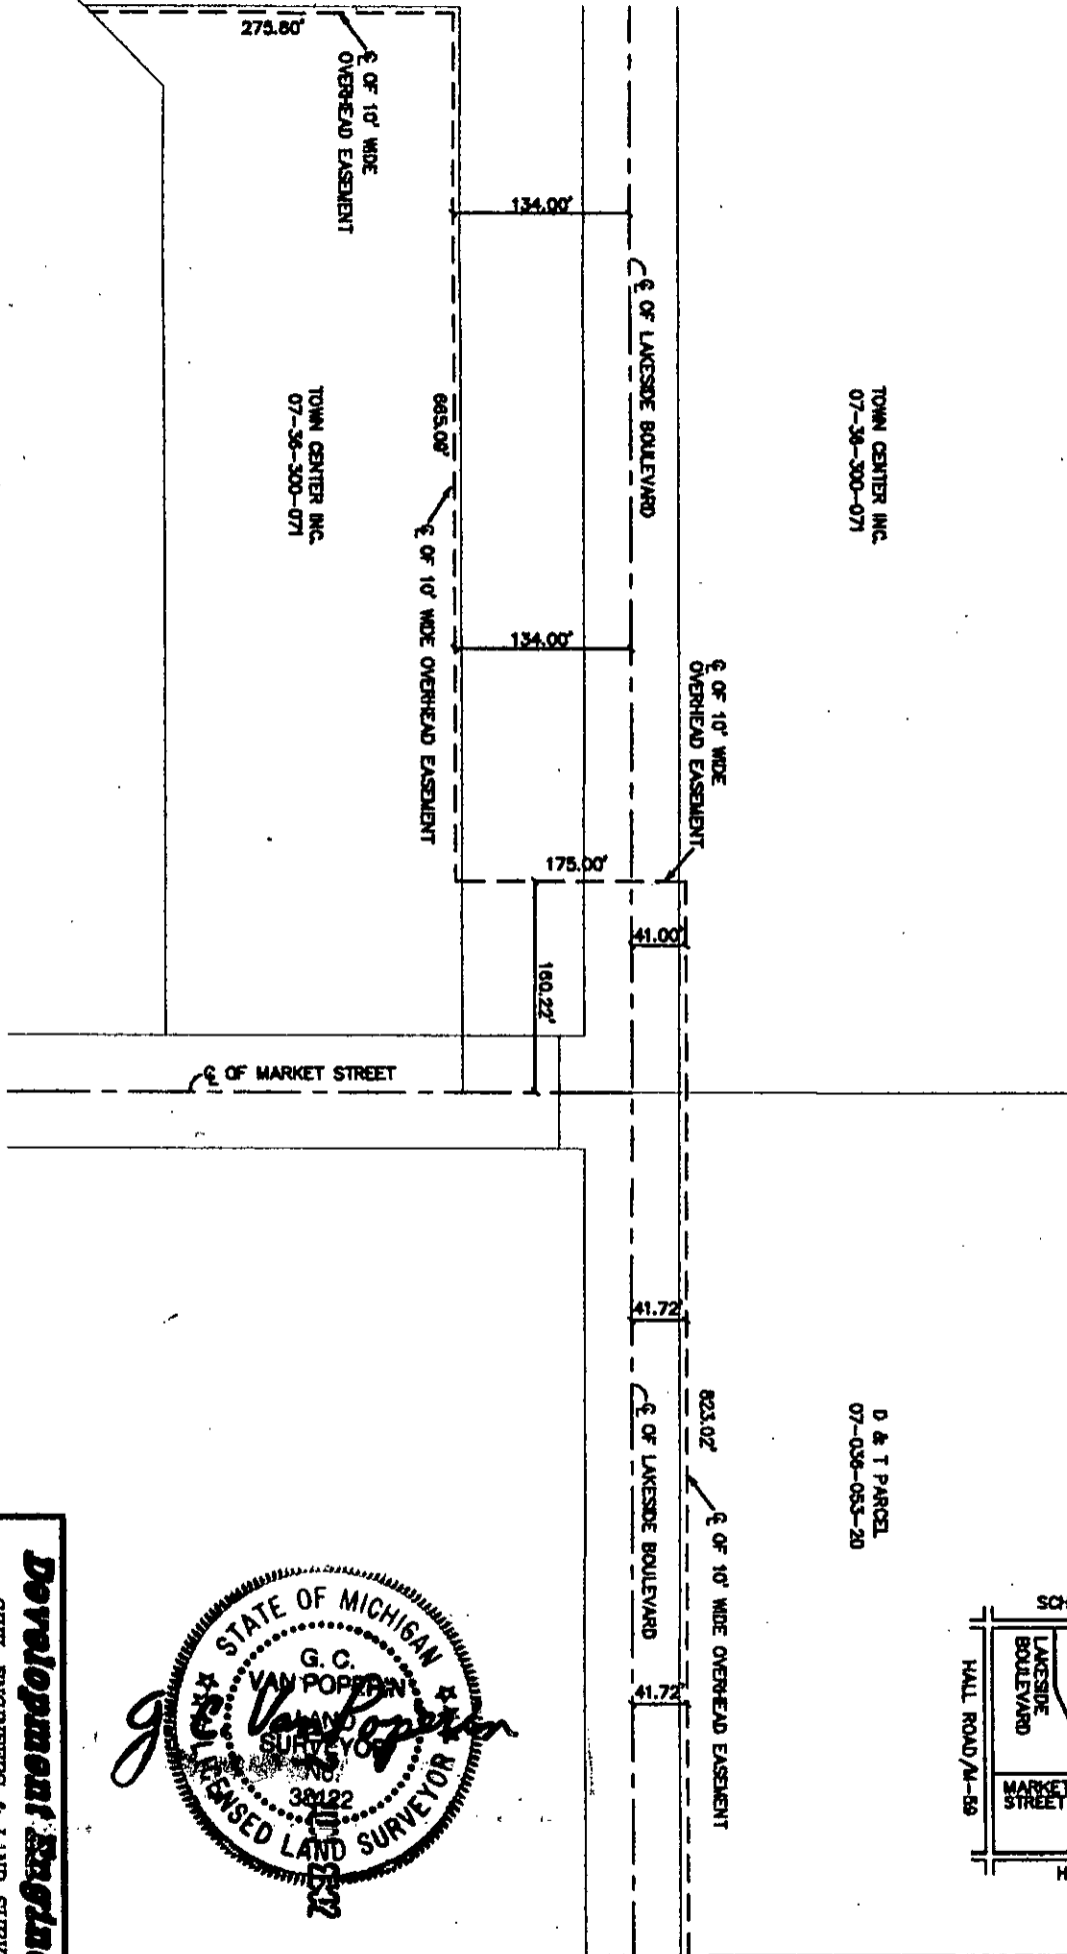 275.80'
℄ OF 10' WIDE
OVERHEAD EASEMENT
134.00'
℄ OF LAKESIDE BOULEVARD
TOWN CENTER INC.
07-36-300-071
665.09'
TOWN CENTER INC.
07-36-300-071
℄ OF 10' WIDE OVERHEAD EASEMENT
134.00'
℄ OF 10' WIDE
OVERHEAD EASEMENT
175.00'
41.00'
160.22'
℄ OF MARKET STREET
41.72'
823.02'
℄ OF LAKESIDE BOULEVARD
℄ OF 10' WIDE OVERHEAD EASEMENT
D & T PARCEL
07-036-053-20
41.72'
LAKESIDE
BOULEVARD
HALL ROAD/M-59
MARKET
STREET
STATE OF MICHIGAN
G. C.
VAN POPERIN
LAND
SURVEYOR
No.
38122
LICENSED LAND SURVEYOR
Development